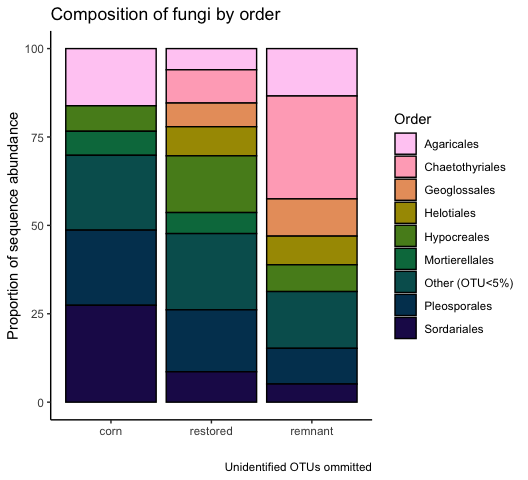 Composition of fungi by order
Proportion of sequence abundance
100
75
50
25
0
corn restored remnant
Order
Agaricales
Chaetothyriales
Geoglossales
Helotiales
Hypocreales
Mortierellales
Other (OTU<5%)
Pleosporales
Sordariales
Unidentified OTUs ommitted